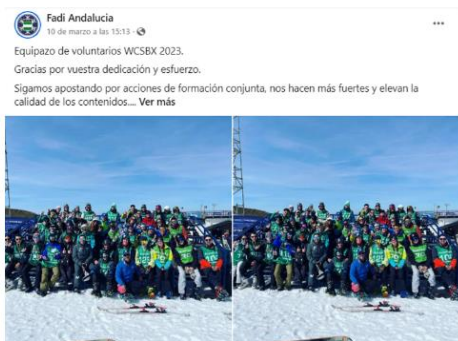 Fadi Andalucia
10 de marzo a las 15:13 ·
Equipazo de voluntarios WCSBX 2023.
Gracias por vuestra dedicación y esfuerzo.
Sigamos apostando por acciones de formación conjunta, nos hacen más fuertes y elevan la
calidad de los contenidos.... Ver más